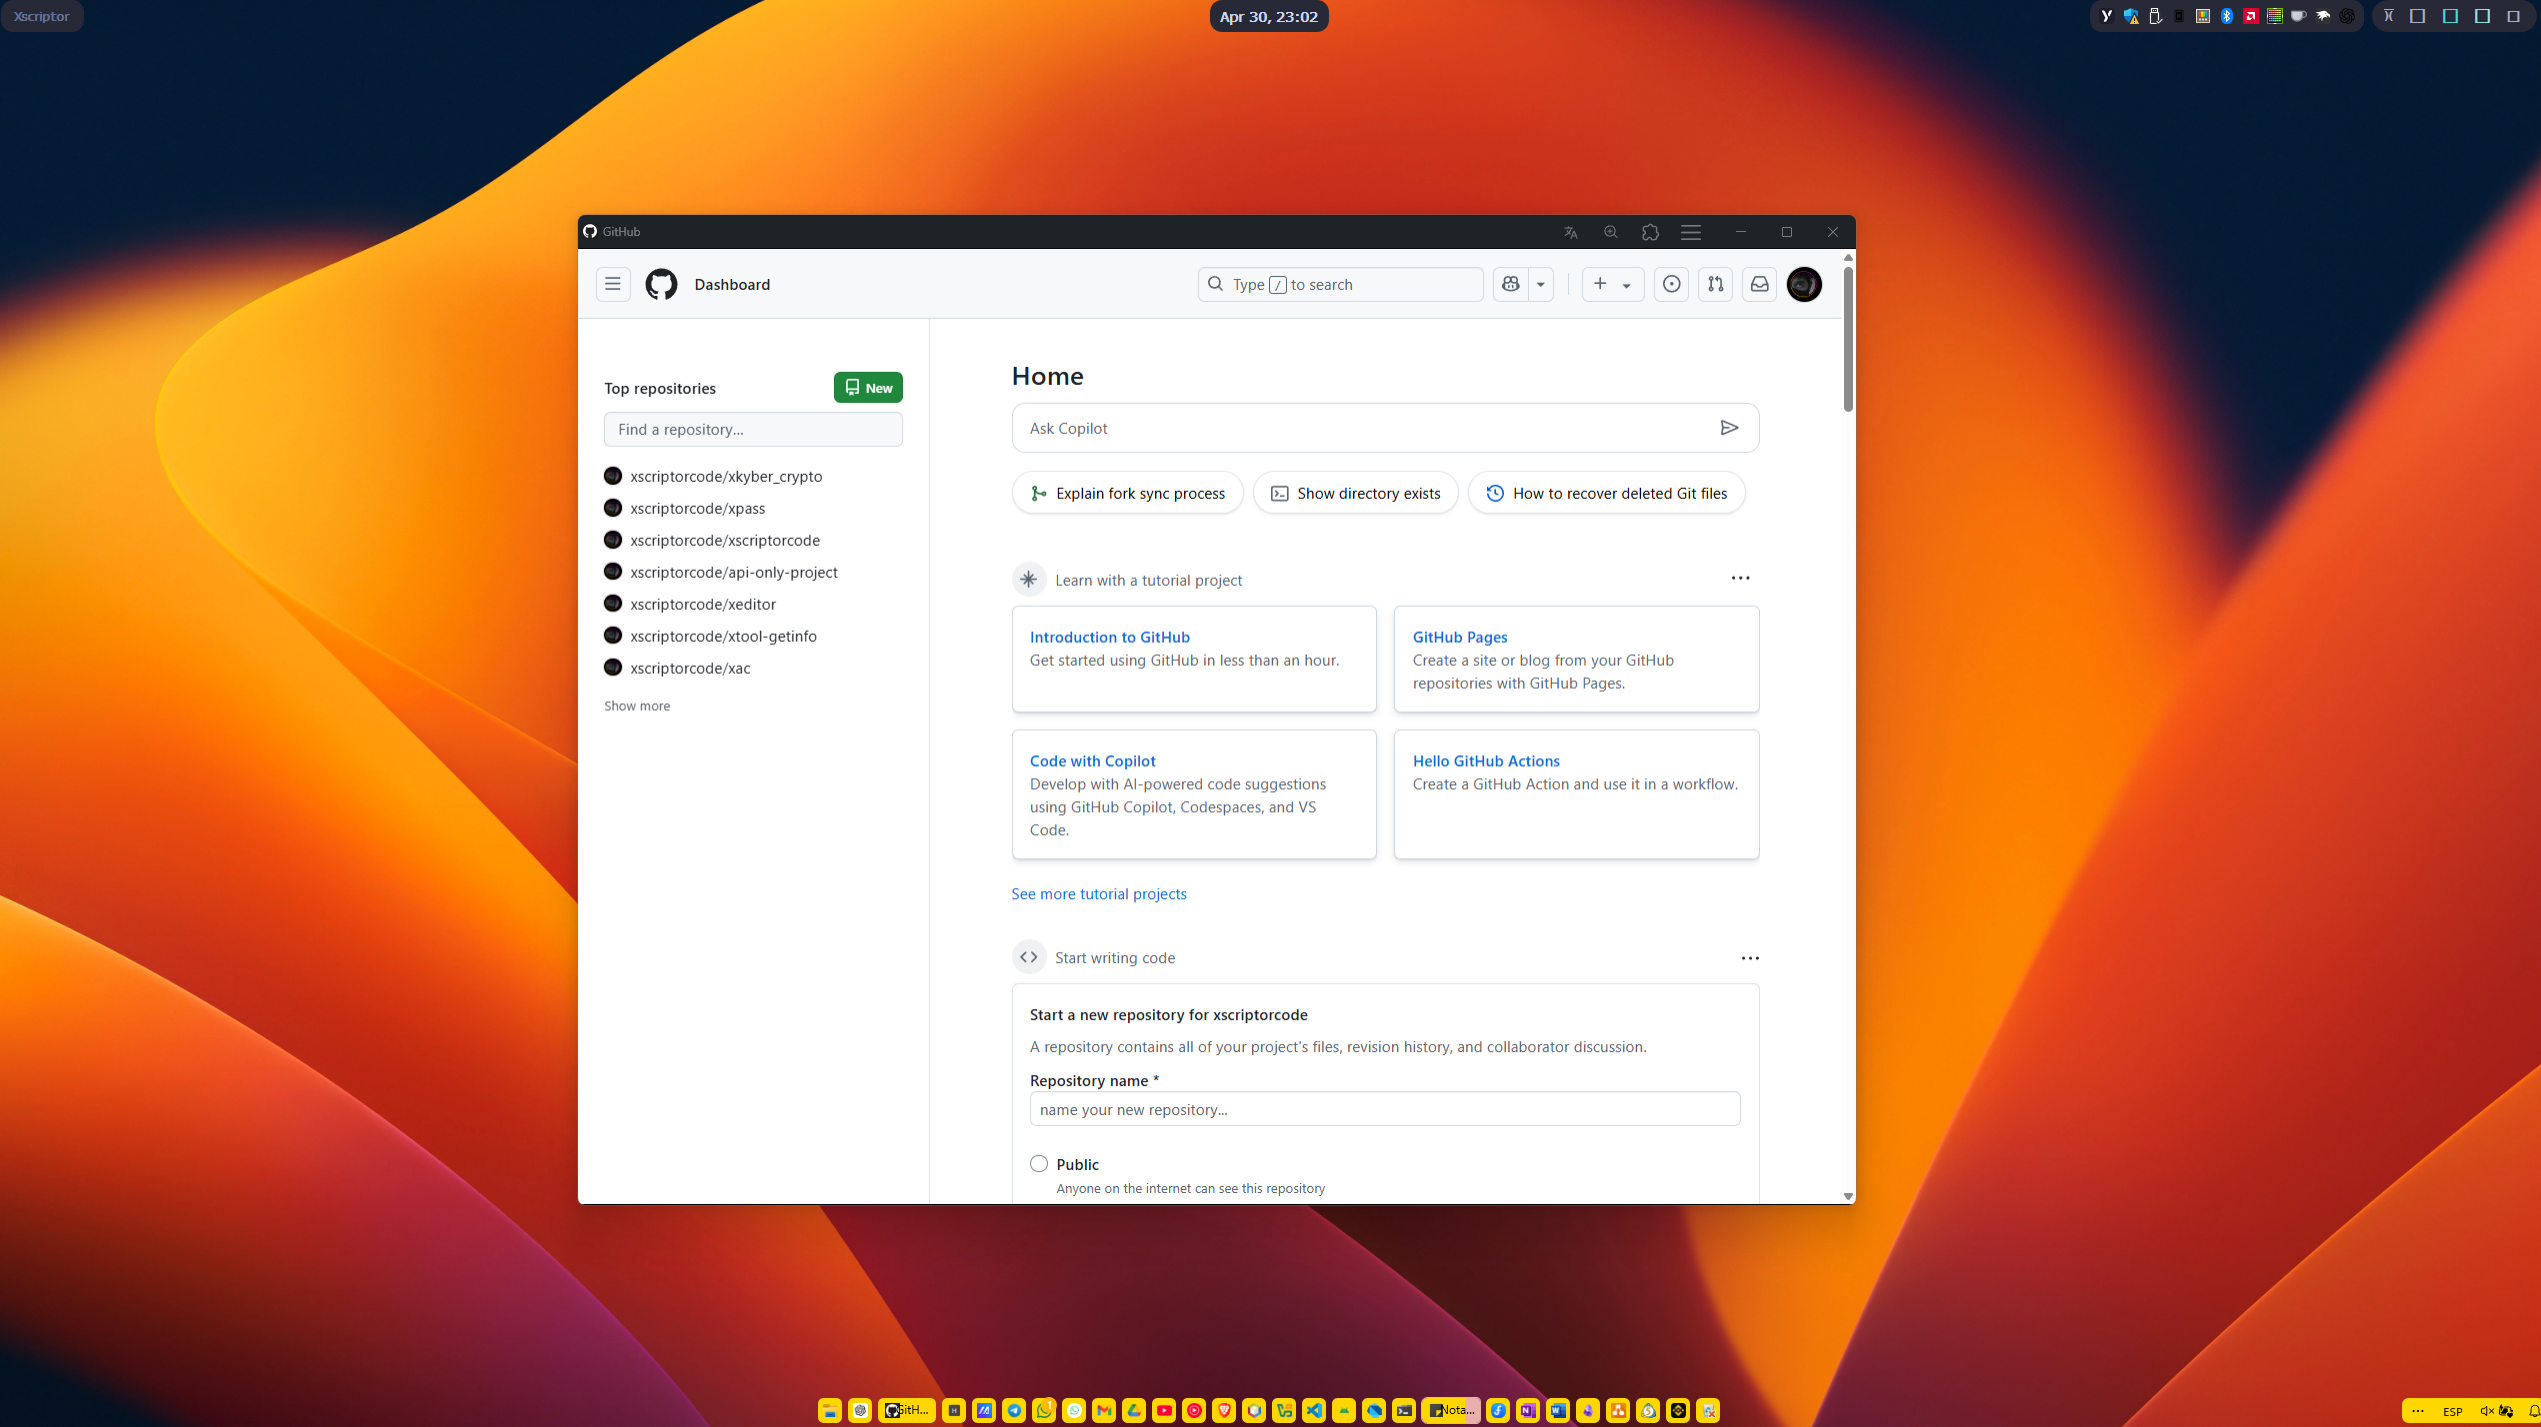 Xscriptor
Apr 30, 23:02
GitHub
Dashboard
Type / to search
Top repositories
New
Find a repository...
xscriptorcode/xkyber_crypto
xscriptorcode/xpass
xscriptorcode/xscriptorcode
xscriptorcode/api-only-project
xscriptorcode/xeditor
xscriptorcode/xtool-getinfo
xscriptorcode/xac
Show more
Home
Ask Copilot
Explain fork sync process
Show directory exists
How to recover deleted Git files
Learn with a tutorial project
Introduction to GitHub
Get started using GitHub in less than an hour.
GitHub Pages
Create a site or blog from your GitHub
repositories with GitHub Pages.
Code with Copilot
Develop with AI-powered code suggestions
using GitHub Copilot, Codespaces, and VS
Code.
Hello GitHub Actions
Create a GitHub Action and use it in a workflow.
See more tutorial projects
Start writing code
Start a new repository for xscriptorcode
A repository contains all of your project's files, revision history, and collaborator discussion.
Repository name *
name your new repository...
Public
Anyone on the internet can see this repository
GitH...
Nota...
ESP